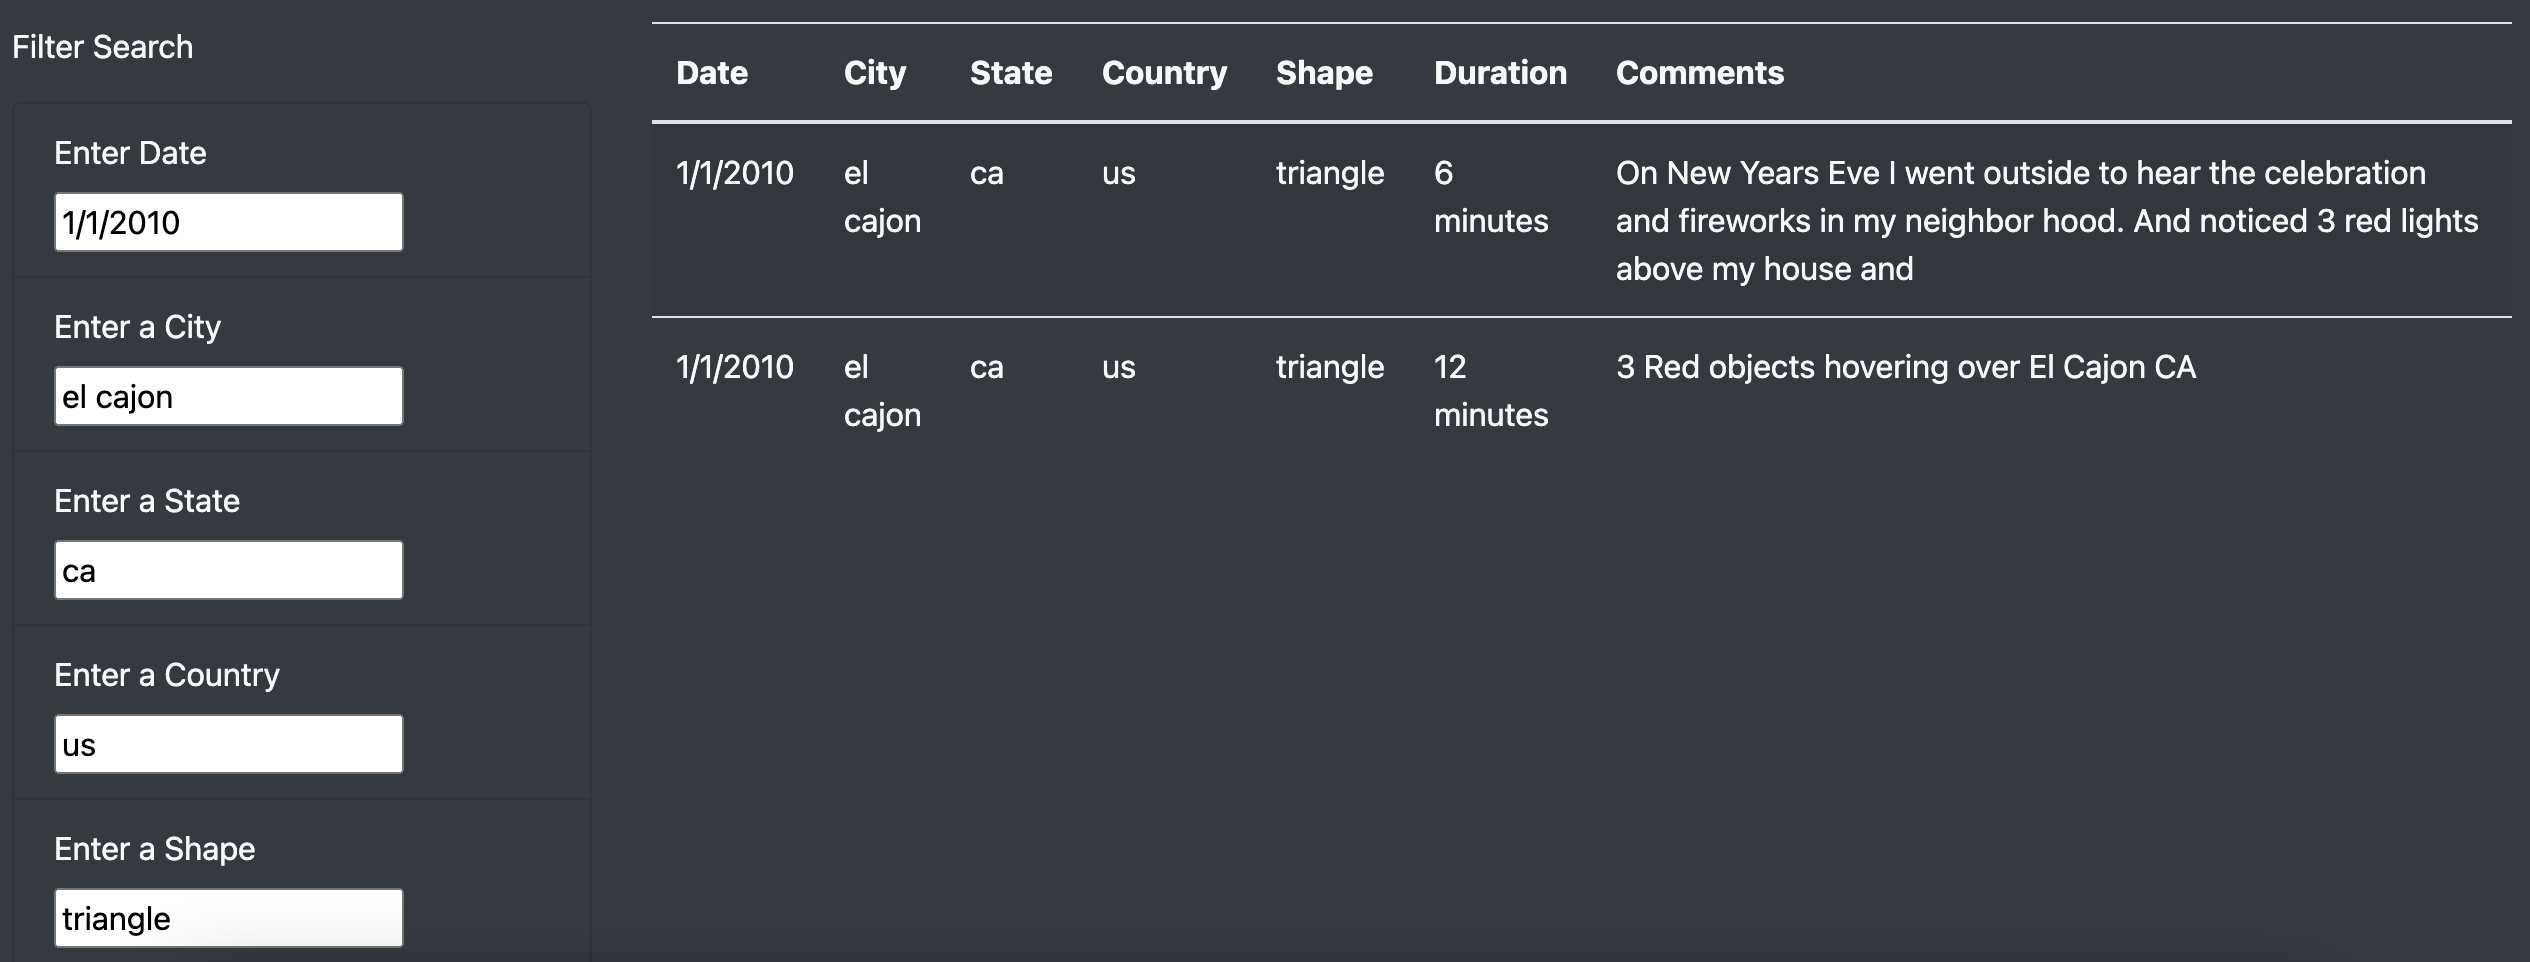 Filter Search
Enter Date
1/1/2010
Enter a City
el cajon
Enter a State
ca
Enter a Country
us
Enter a Shape
triangle
Date City State Country Shape Duration Comments
1/1/2010 el ca us triangle 6 On New Years Eve I went outside to hear the celebration
cajon minutes and fireworks in my neighbor hood. And noticed 3 red lights
above my house and
1/1/2010 el ca us triangle 12 3 Red objects hovering over El Cajon CA
cajon minutes